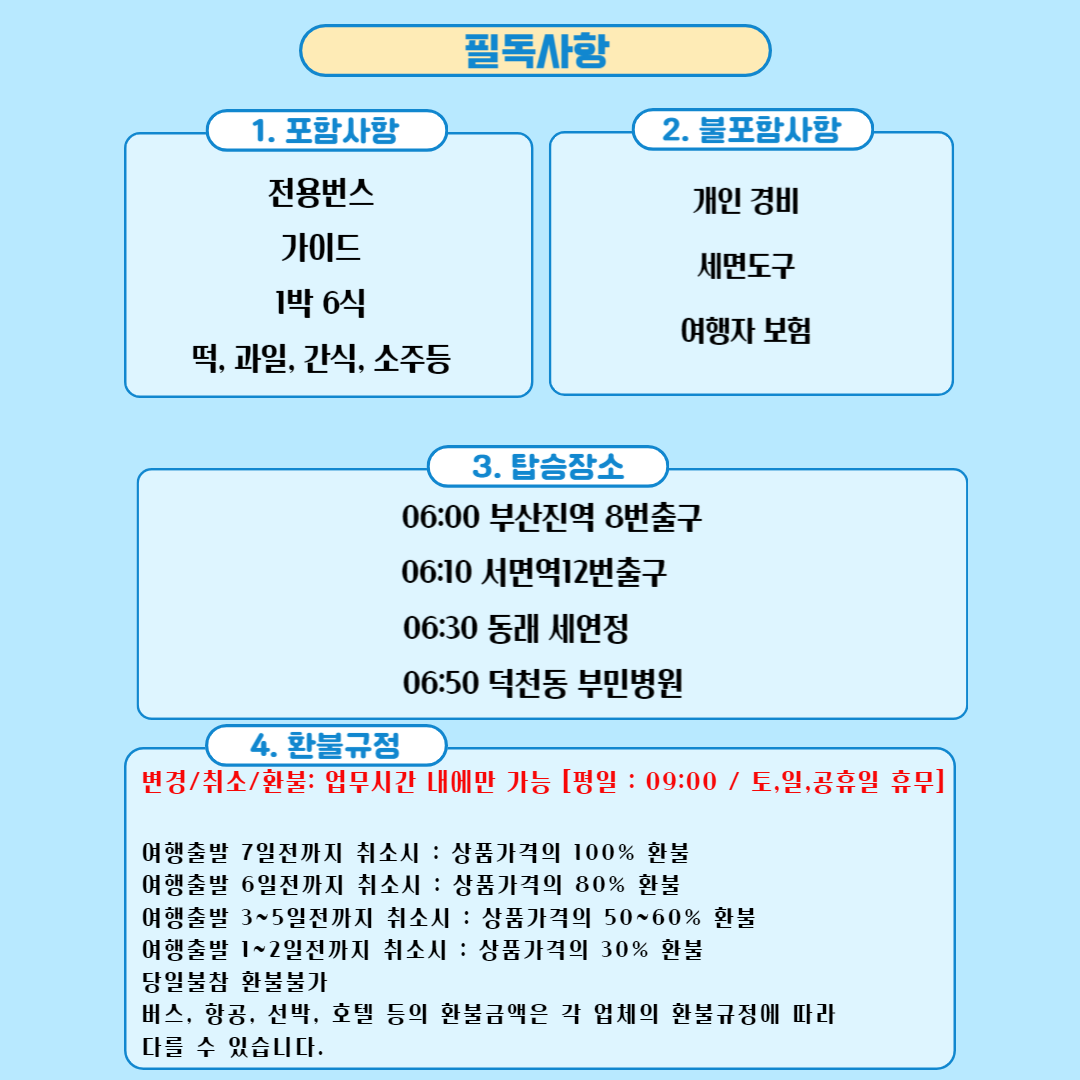 필독사항
1. 포함사항
전용번스
가이드
1박 6식
떡, 과일, 간식, 소주등
2. 불포함사항
개인 경비
세면도구
여행자 보험
3. 탑승장소
06:00 부산진역 8번출구
06:10 서면역12번출구
06:30 동래 세연정
06:50 덕천동 부민병원
4. 환불규정
변경/취소/환불: 업무시간 내에만 가능 [평일 : 09:00 / 토,일,공휴일 휴무]
여행출발 7일전까지 취소시 : 상품가격의 100% 환불
여행출발 6일전까지 취소시 : 상품가격의 80% 환불
여행출발 3~5일전까지 취소시 : 상품가격의 50~60% 환불
여행출발 1~2일전까지 취소시 : 상품가격의 30% 환불
당일불참 환불불가
버스, 항공, 선박, 호텔 등의 환불금액은 각 업체의 환불규정에 따라
다를 수 있습니다.